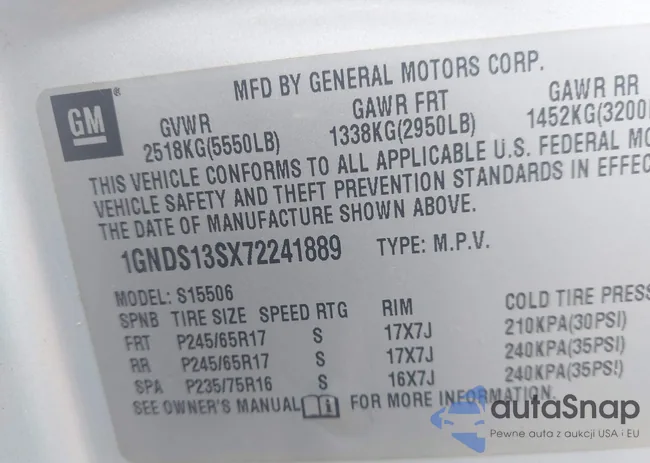 MFD BY GENERAL MOTORS CORP.
GM®
GVWR GAWR FRT GAWR RR
2518KG(5550LB) 1338KG(2950LB) 1452KG(3200
THIS VEHICLE CONFORMS TO ALL APPLICABLE U.S. FEDERAL MO
VEHICLE SAFETY AND THEFT PREVENTION STANDARDS IN EFFEC
THE DATE OF MANUFACTURE SHOWN ABOVE.
1GNDS13SX72241889 TYPE: M.P.V.
MODEL: S15506
SPNB TIRE SIZE SPEED RTG RIM COLD TIRE PRESS
FRT P245/65R17 S 17X7J 210KPA(30PSI)
RR P245/65R17 S 17X7J 240KPA(35PSI)
SPA P235/75R16 S 16X7J 240KPA(35PSI)
SEE OWNER'S MANUAL FOR MORE INFORMATION.
autaSnap
Pewne auta z aukcji USA i EU